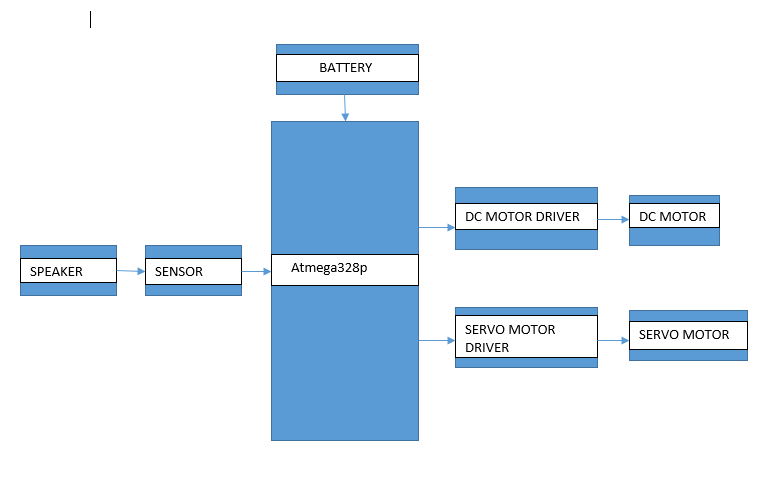 BATTERY
DC MOTOR DRIVER
DC MOTOR
SPEAKER
SENSOR
Atmega328p
SERVO MOTOR
DRIVER
SERVO MOTOR